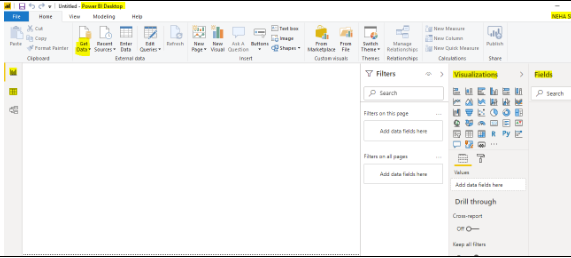 Untitled - Power BI Desktop
NEHA S
File Home View Modeling Help
Paste
Cut
Copy
Format Painter
Get Data
Recent Sources
Enter Data
Edit Queries
Refresh
New Page
New Visual
Ask A Question
Buttons
Text box
Image
Shapes
From Marketplace
From File
Switch Theme
Manage Relationships
New Measure
New Column
New Quick Measure
Publish
Clipboard External data Insert Custom visuals Themes Relationships Calculations Share
Filters
Search
Filters on this page
Add data fields here
Filters on all pages
Add data fields here
Visualizations
R Py
Values
Add data fields here
Drill through
Cross-report
Off
Keep all filters
Fields
Search